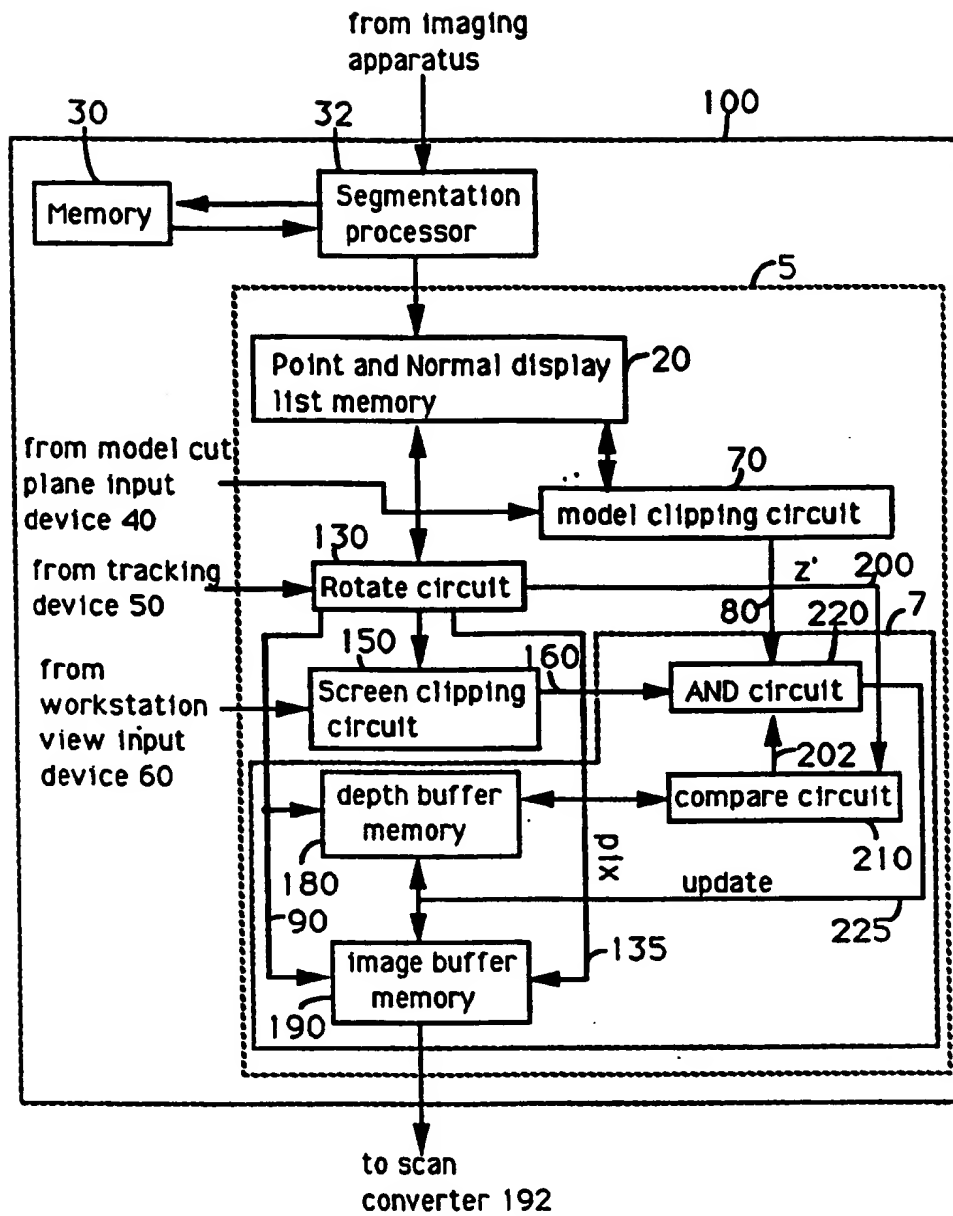 from imaging
apparatus
30
32
100
Memory
Segmentation
processor
5
Point and Normal display
list memory
20
from model cut
plane input
device 40
70
model clipping circuit
130
from tracking
device 50
Rotate circuit
z'
200
80
220
7
150
160
from
workstation
view input
device 60
Screen clipping
circuit
AND circuit
202
depth buffer
memory
compare circuit
180
pix
210
update
90
225
135
image buffer
memory
190
to scan
converter 192